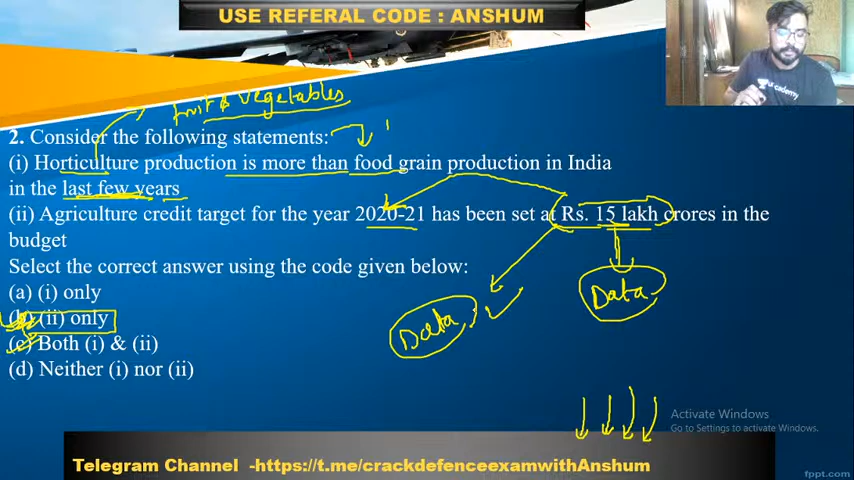 USE REFERAL CODE : ANSHUM
cademy
fruit & vegetables
2. Consider the following statements:
(i) Horticulture production is more than food grain production in India
in the last few years
(ii) Agriculture credit target for the year 2020-21 has been set at Rs. 15 lakh crores in the
budget
Select the correct answer using the code given below:
(a) (i) only
(ii) only
(c) Both (i) & (ii)
(d) Neither (i) nor (ii)
Data
Data
Activate Windows
Go to Settings to activate Windows.
Telegram Channel -https://t.me/crackdefenceexamwithAnshum
fppt.com